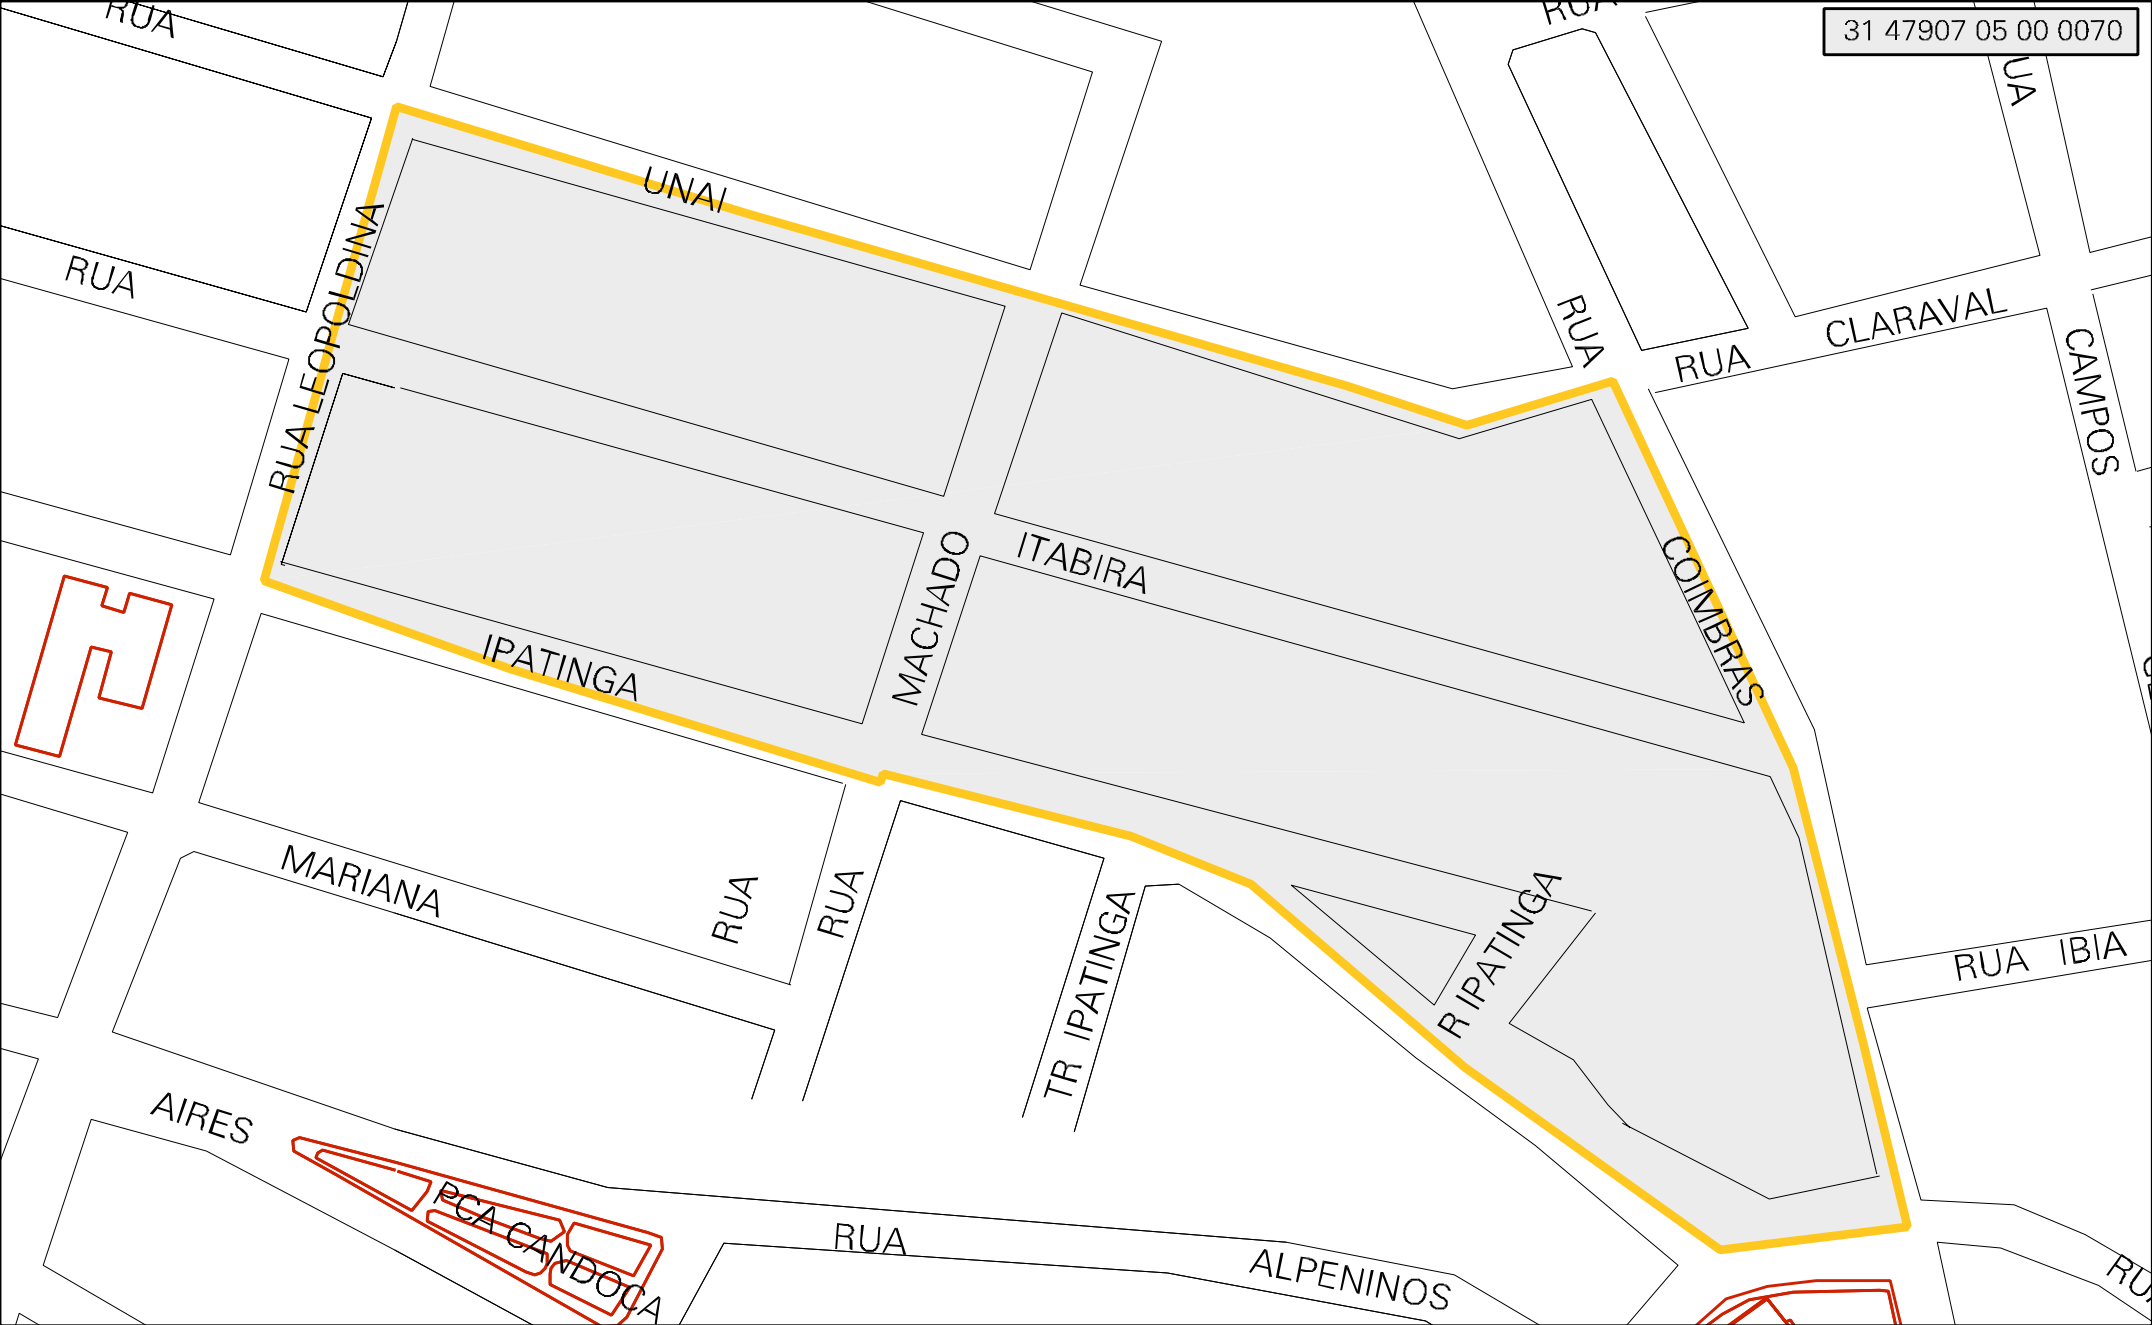 RUA
31 47907 05 00 0070
UNAI
RUA LEOPOLDINA
RUA
RUA
RUA CLARAVAL
CAMPOS
ITABIRA
MACHADO
COIMBRAS
IPATINGA
MARIANA
RUA
RUA
TR IPATINGA
R IPATINGA
RUA IBIA
AIRES
PCA CANDOCA
RUA
ALPENINOS